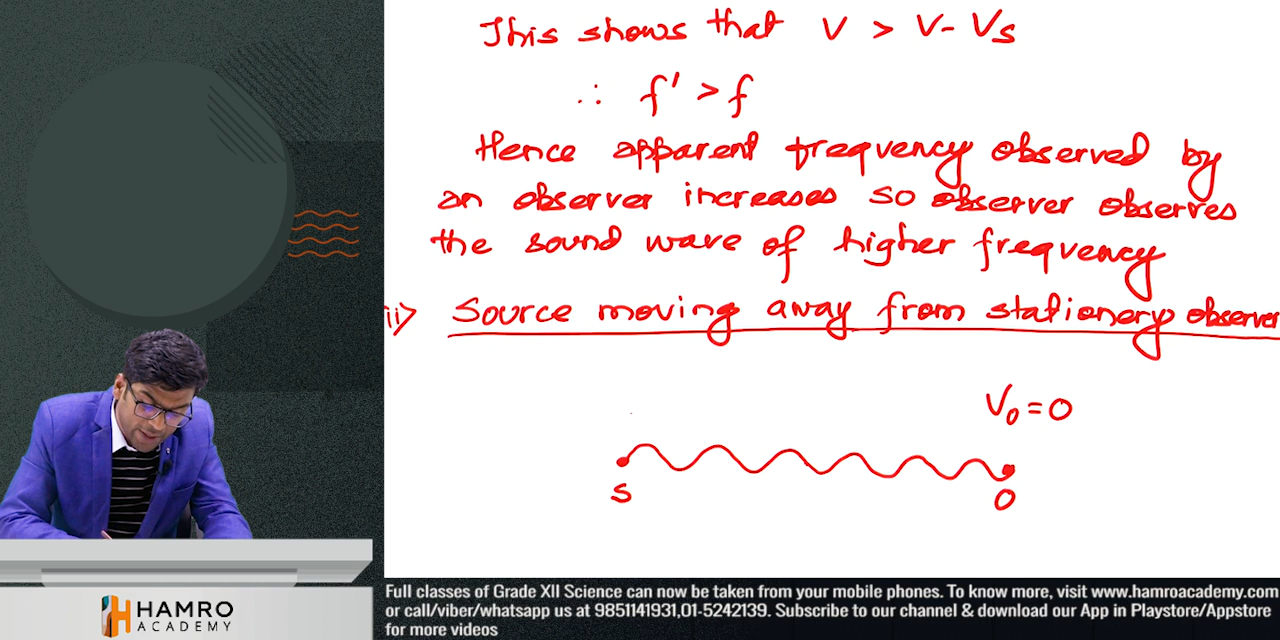 This shows that V > V- Vs
∴ f' > f
Hence apparent frequency observed by
an observer increases so observer observes
the sound wave of higher frequency
ii) Source moving away from stationery observer
Vo = 0
S
O
HAMRO
ACADEMY
Full classes of Grade XII Science can now be taken from your mobile phones. To know more, visit www.hamroacademy.com
or call/viber/whatsapp us at 9851141931,01-5242139. Subscribe to our channel & download our App in Playstore/Appstore
for more videos